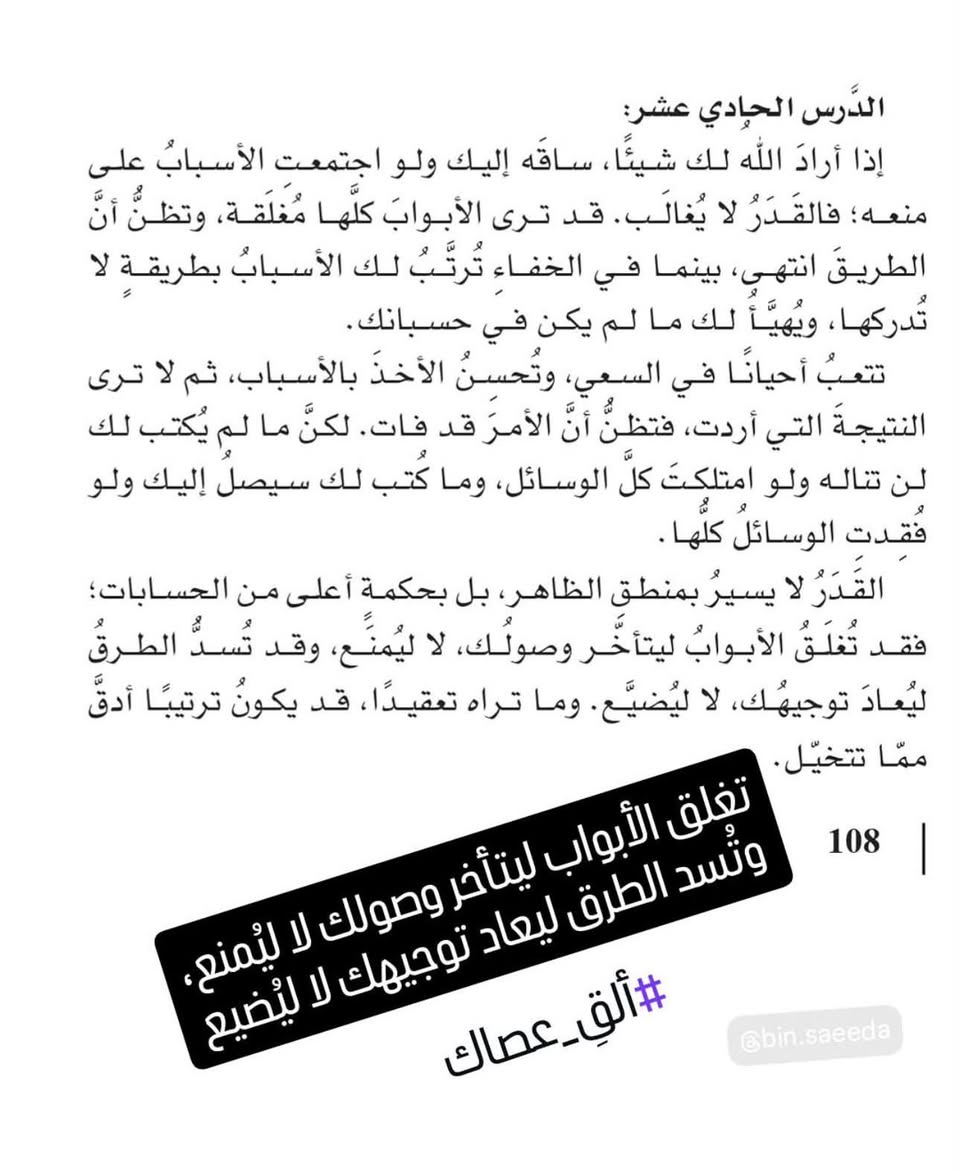 الدَّرس الحادي عشر:
إذا أرادَ اللهُ لك شيئًا، ساقَه إليك ولو اجتمعتِ الأسبابُ على
منعه؛ فالقَدَرُ لا يُغالَب. قد ترى الأبوابَ كلَّها مُغلَقة، وتظنُّ أنَّ
الطريقَ انتهى، بينما في الخفاءِ تُرتَّبُ لك الأسبابُ بطريقةٍ لا
تُدركها، ويُهيَّأُ لك ما لم يكن في حسبانك.
تتعبُ أحيانًا في السعي، وتُحسِنُ الأخذَ بالأسباب، ثم لا ترى
النتيجةَ التي أردت، فتظنُّ أنَّ الأمرَ قد فات. لكنَّ ما لم يُكتب لك
لن تناله ولو امتلكتَ كلَّ الوسائل، وما كُتب لك سيصلُ إليك ولو
فُقِدتِ الوسائلُ كلُّها.
القَدَرُ لا يسيرُ بمنطقِ الظاهر، بل بحكمةٍ أعلى من الحسابات؛
فقد تُغلَقُ الأبوابُ ليتأخَّر وصولُك، لا ليُمنَع، وقد تُسدُّ الطرقُ
ليُعادَ توجيهُك، لا ليُضيَّع. وما تراه تعقيدًا، قد يكونُ ترتيبًا أدقَّ
ممّا تتخيّل.
108
تغلق الأبواب ليتأخر وصولك لا ليُمنع،
وتُسد الطرق ليعاد توجيهك لا ليُضيع
#ألقِ_عصاك
@bin.saeeda